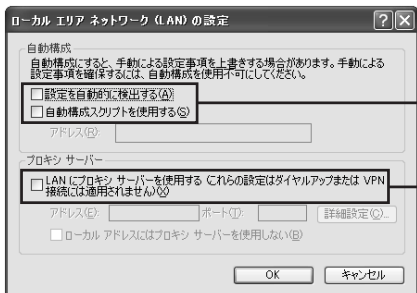 ローカル エリア ネットワーク (LAN) の設定
自動構成
自動構成にすると、手動による設定事項を上書きする場合があります。手動による
設定事項を確保するには、自動構成を使用不可にしてください。
設定を自動的に検出する(A)
自動構成スクリプトを使用する(S)
アドレス(R):
プロキシ サーバー
LAN にプロキシ サーバーを使用する (これらの設定はダイヤルアップまたは VPN
接続には適用されません)(X)
アドレス(E): ポート(T): 詳細設定(C)...
ローカル アドレスにはプロキシ サーバーを使用しない(B)
OK キャンセル